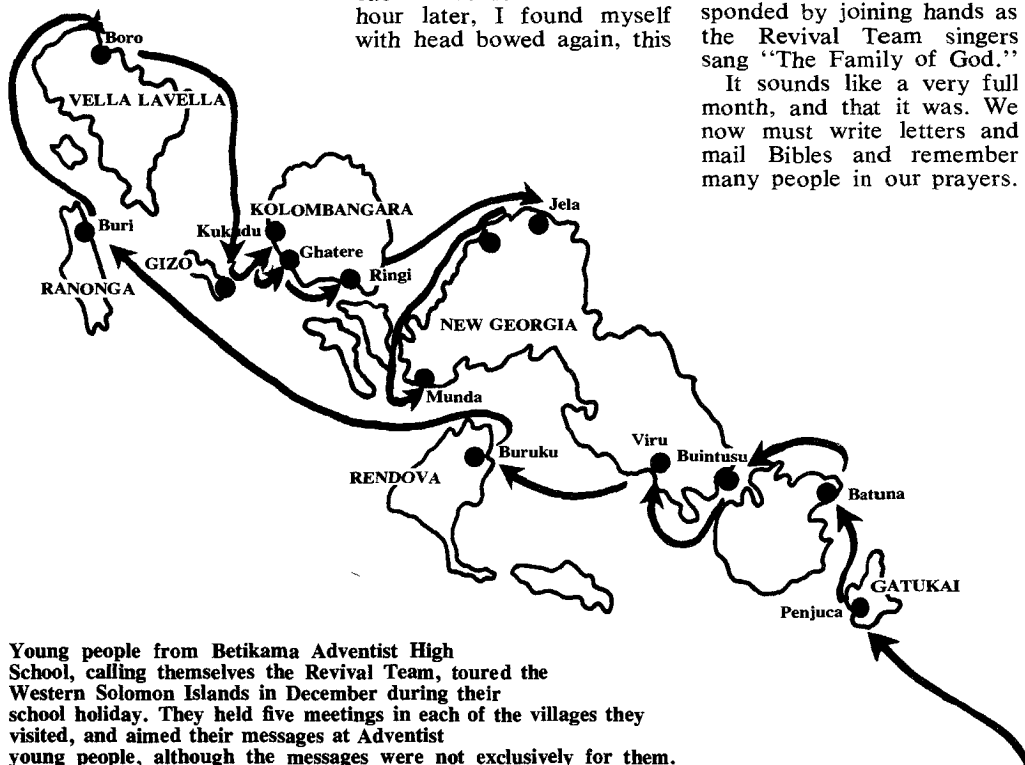 hour later, I found myself
with head bowed again, this
sponded by joining hands as
the Revival Team singers
sang “The Family of God.”
It sounds like a very full
month, and that it was. We
now must write letters and
mail Bibles and remember
many people in our prayers.
Boro
VELLA LAVELLA
KOLOMBANGARA
Jela
Buri
Ghatere
GIZO
Ringi
RANONGA
NEW GEORGIA
Munda
Viru
Buruku
Buintusu
RENDOVA
Batuna
GATUKAI
Penjuca
Young people from Betikama Adventist High
School, calling themselves the Revival Team, toured the
Western Solomon Islands in December during their
school holiday. They held five meetings in each of the villages they
visited, and aimed their messages at Adventist
young people, although the messages were not exclusively for them.